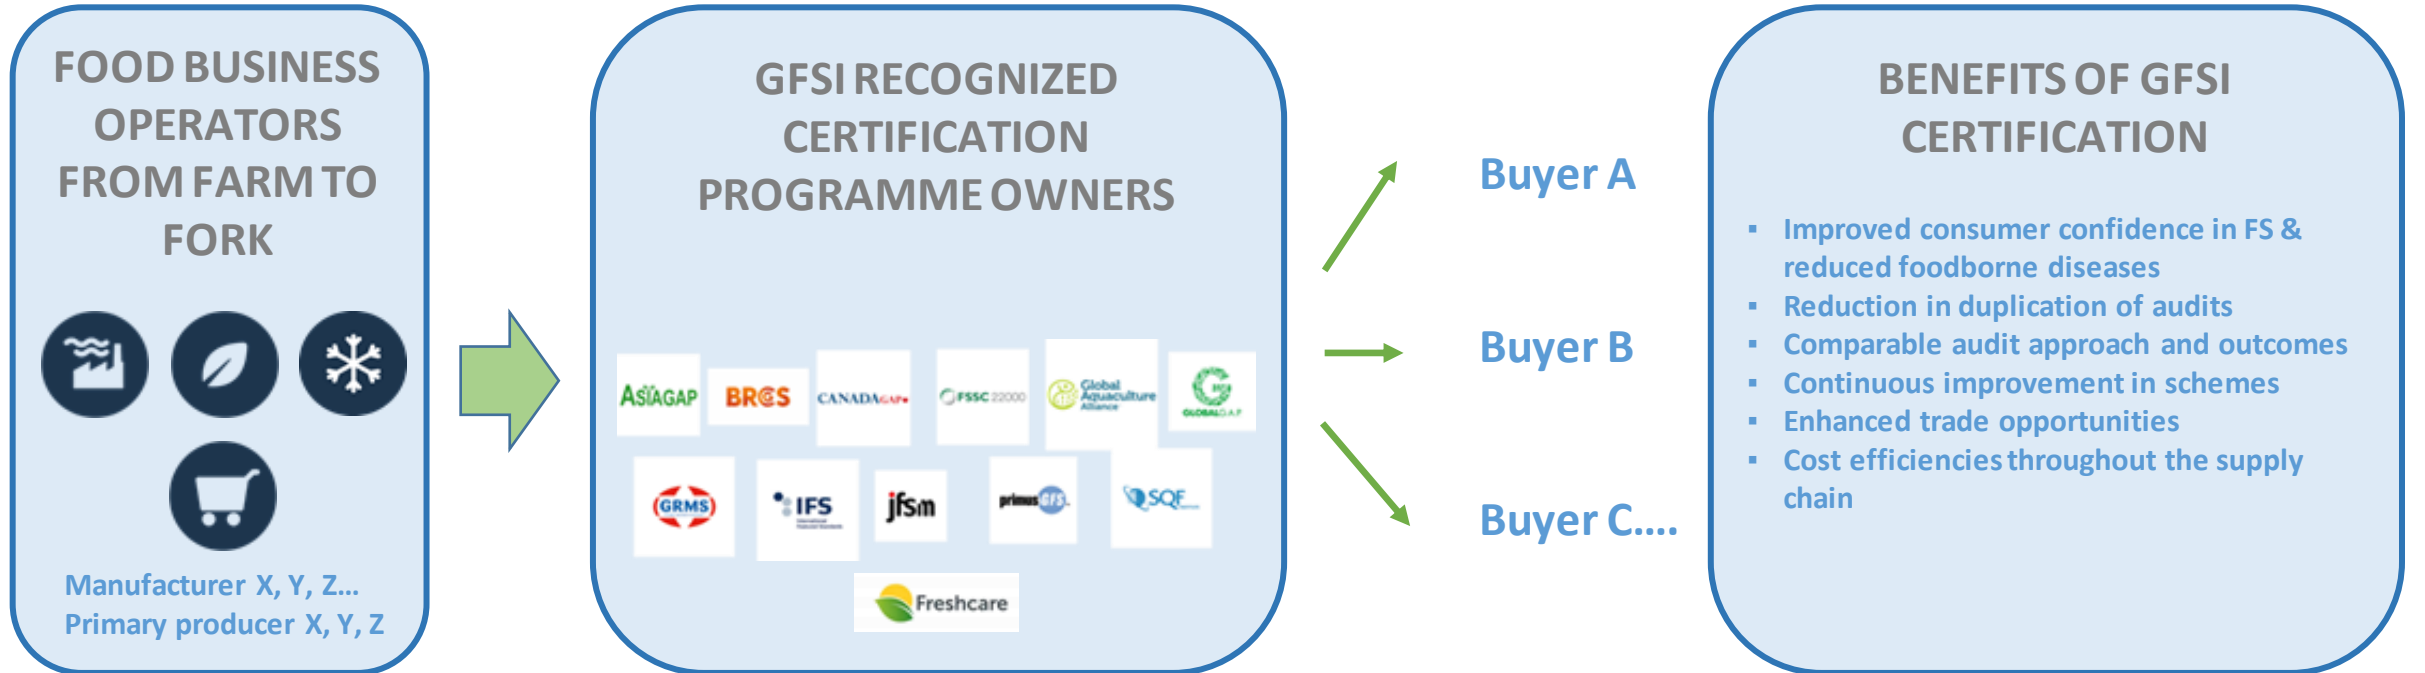 FOOD BUSINESS
OPERATORS
FROM FARM TO
FORK
Manufacturer X, Y, Z...
Primary producer X, Y, Z
GFSI RECOGNIZED
CERTIFICATION
PROGRAMME OWNERS
ASIAGAP
BRCGS
CANADAGAP
FSSC 22000
Global
Aquaculture
Alliance
GLOBALG.A.P.
GRMS
IFS
jfsm
primusGFS
SQF
Freshcare
Buyer A
Buyer B
Buyer C....
BENEFITS OF GFSI
CERTIFICATION
▪ Improved consumer confidence in FS &
reduced foodborne diseases
▪ Reduction in duplication of audits
▪ Comparable audit approach and outcomes
▪ Continuous improvement in schemes
▪ Enhanced trade opportunities
▪ Cost efficiencies throughout the supply
chain